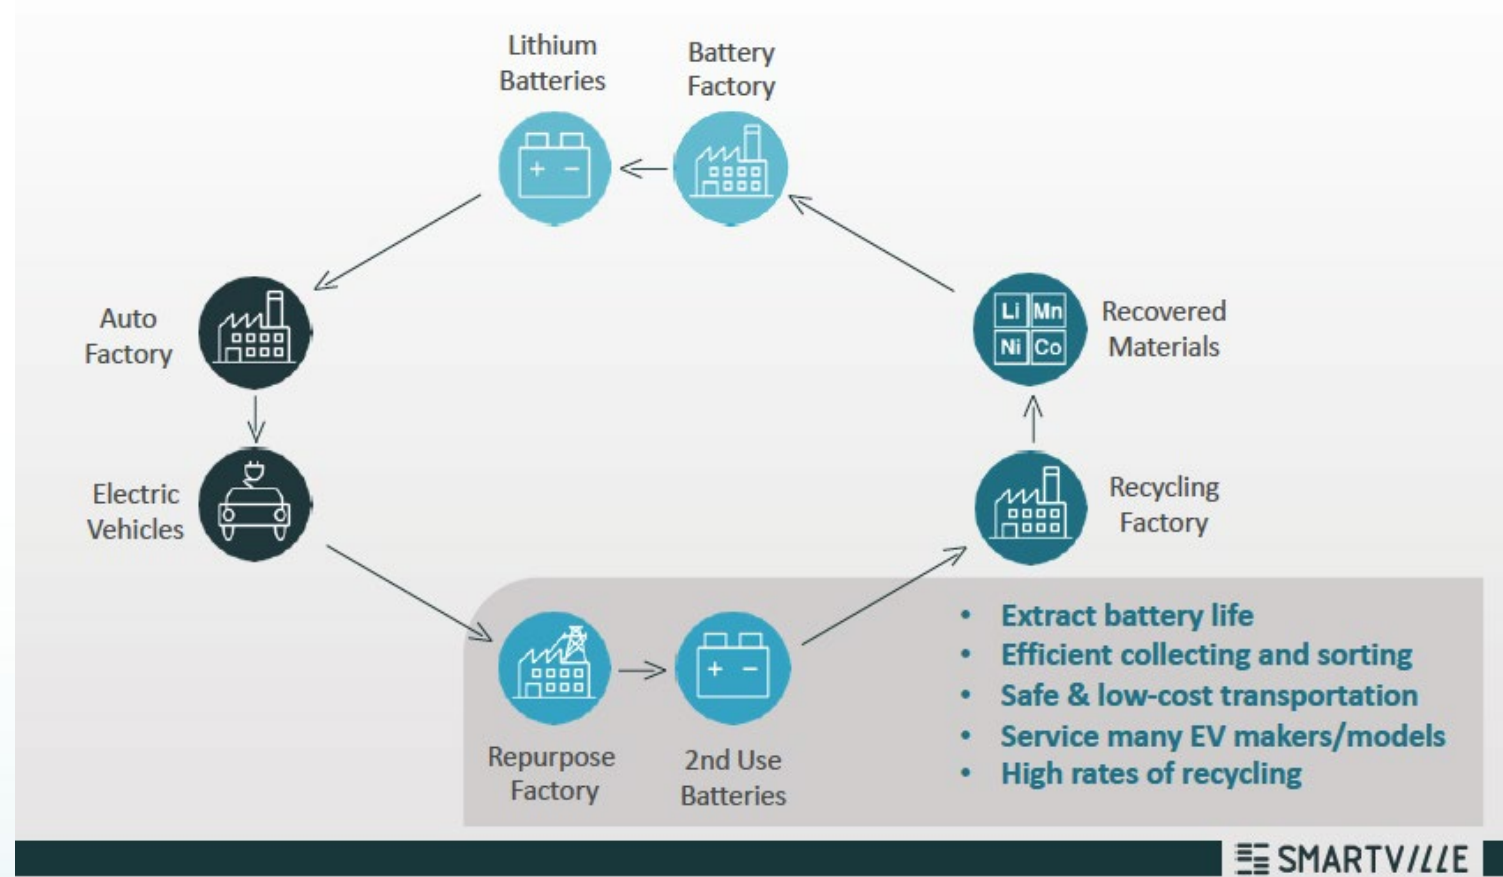 Lithium
Batteries
Battery
Factory
+ −
Auto
Factory
Li Mn
Ni Co
Recovered
Materials
Electric
Vehicles
Recycling
Factory
+ −
Repurpose
Factory
2nd Use
Batteries
• Extract battery life
• Efficient collecting and sorting
• Safe & low-cost transportation
• Service many EV makers/models
• High rates of recycling
SMARTVILLE